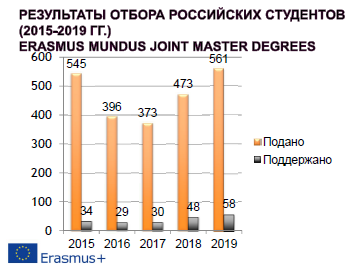 РЕЗУЛЬТАТЫ ОТБОРА РОССИЙСКИХ СТУДЕНТОВ
(2015-2019 ГГ.)
ERASMUS MUNDUS JOINT MASTER DEGREES
600
500
400
300
200
100
0
545
396
373
473
561
34
29
30
48
58
2015 2016 2017 2018 2019
Подано
Поддержано
Erasmus+